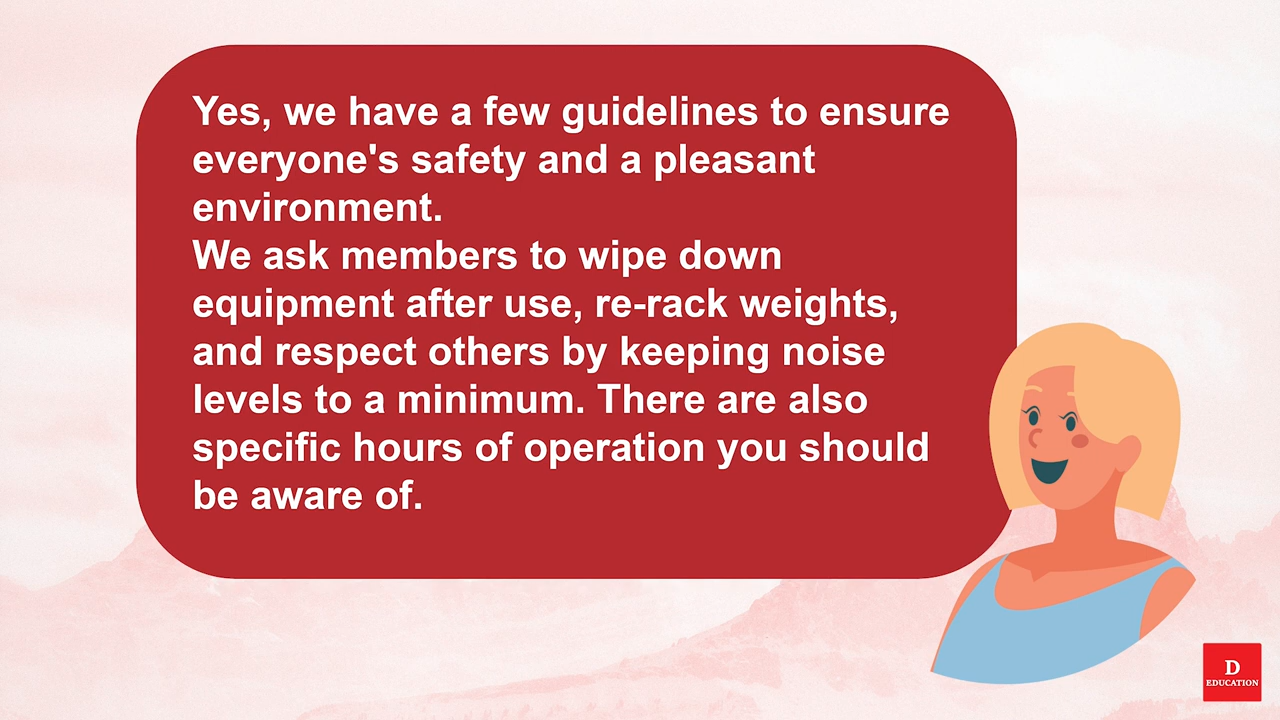 Yes, we have a few guidelines to ensure
everyone's safety and a pleasant
environment.
We ask members to wipe down
equipment after use, re-rack weights,
and respect others by keeping noise
levels to a minimum. There are also
specific hours of operation you should
be aware of.
D
EDUCATION